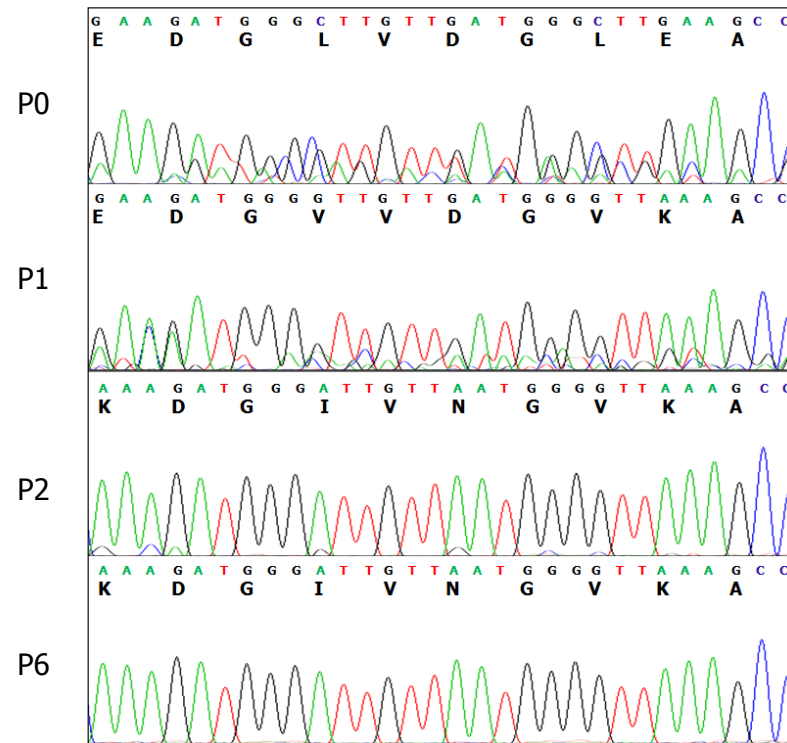 G A A G A T G G G C T T G T T G A T G G G C T T G A A G C C
E D G L V D G L E A
P0
G A A G A T G G G G T T G T T G A T G G G G T T A A A G C C
E D G V V D G V K A
P1
A A A G A T G G G A T T G T T A A T G G G G T T A A A G C C
K D G I V N G V K A
P2
A A A G A T G G G A T T G T T A A T G G G G T T A A A G C C
K D G I V N G V K A
P6